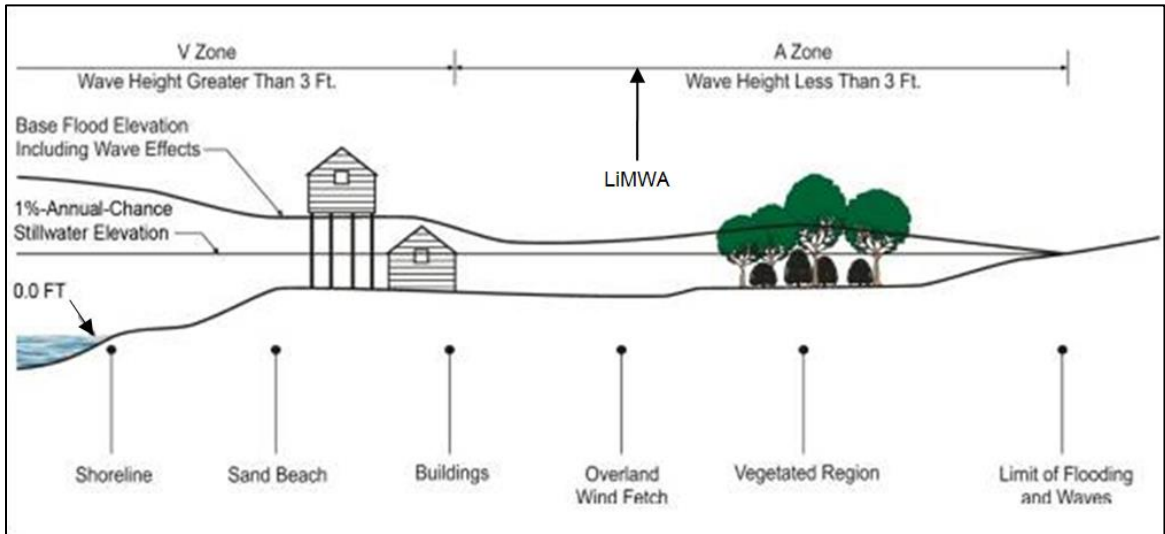 V Zone
Wave Height Greater Than 3 Ft.
A Zone
Wave Height Less Than 3 Ft.
Base Flood Elevation
Including Wave Effects
LiMWA
1%-Annual-Chance
Stillwater Elevation
0.0 FT
Shoreline
Sand Beach
Buildings
Overland
Wind Fetch
Vegetated Region
Limit of Flooding
and Waves